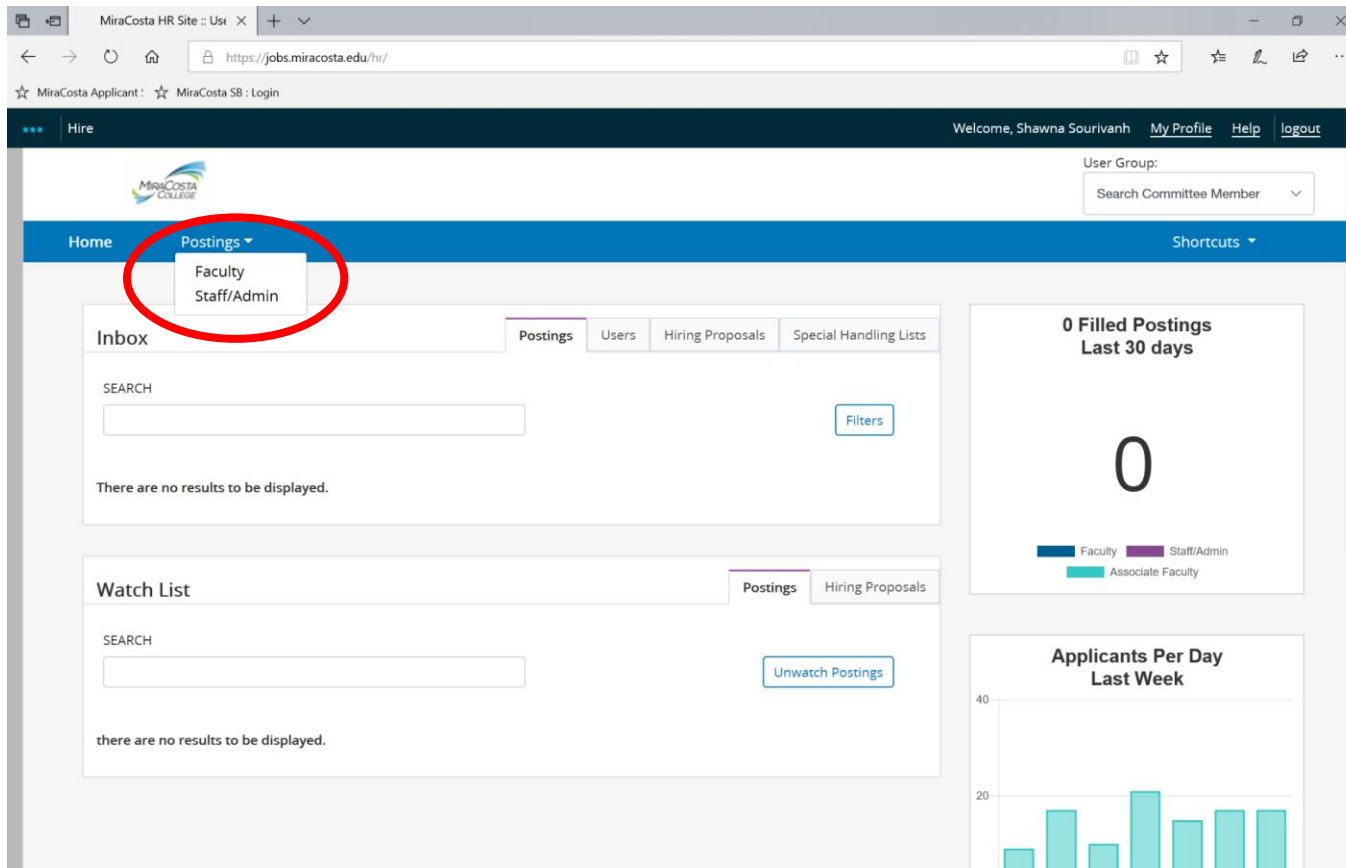 MiraCosta HR Site :: Use
https://jobs.miracosta.edu/hr/
MiraCosta Applicant S MiraCosta SB : Login
Hire Welcome, Shawna Sourivanh My Profile Help logout
MIRACOSTA
COLLEGE
User Group:
Search Committee Member
Home Postings Shortcuts
Faculty
Staff/Admin
Inbox Postings Users Hiring Proposals Special Handling Lists
SEARCH
Filters
There are no results to be displayed.
0 Filled Postings
Last 30 days
0
Faculty Staff/Admin
Associate Faculty
Watch List Postings Hiring Proposals
SEARCH
Unwatch Postings
there are no results to be displayed.
Applicants Per Day
Last Week
40
20